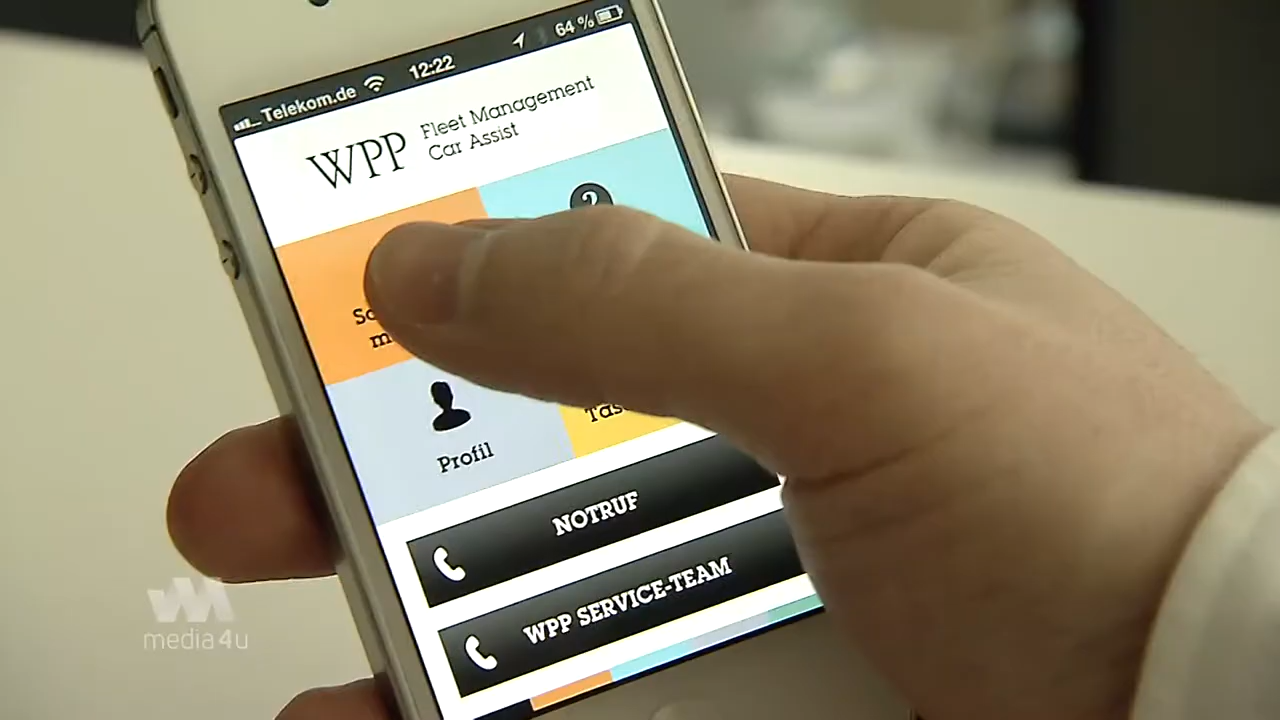 Telekom.de 12:22 64 %
WPP Fleet Management
Car Assist
?
Profil
NOTRUF
WPP SERVICE-TEAM
media4u